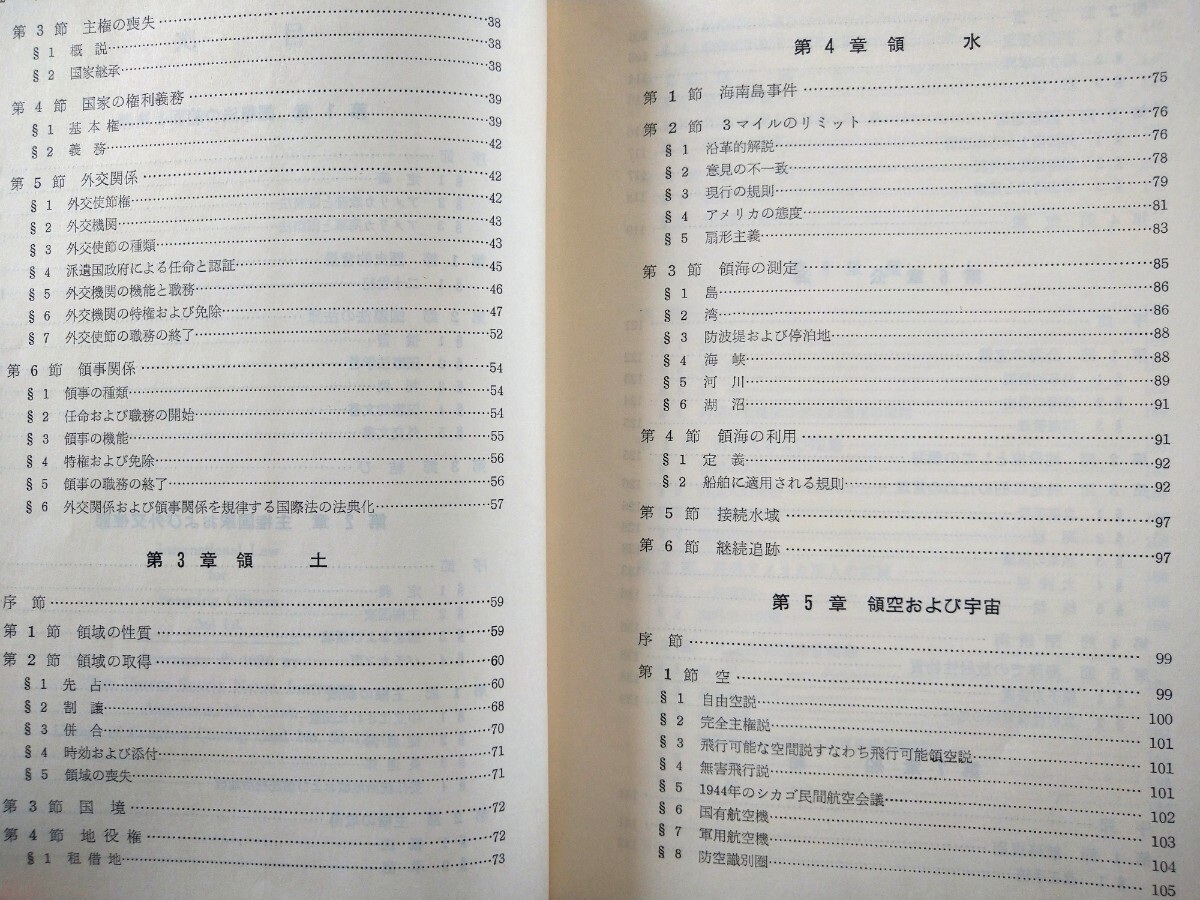 第3節 主権の喪失 38
§1 概説 38
§2 国家継承 38
第4節 国家の権利義務 39
§1 基本権 39
§2 義務 42
第5節 外交関係 42
§1 外交使節権 42
§2 外交機関 43
§3 外交使節の種類 43
§4 派遣国政府による任命と認証 45
§5 外交機関の機能と職務 46
§6 外交機関の特権および免除 47
§7 外交使節の職務の終了 52
第6節 領事関係 54
§1 領事の種類 54
§2 任命および職務の開始 54
§3 領事の機能 55
§4 特権および免除 56
§5 領事の職務の終了 56
§6 外交関係および領事関係を規律する国際法の法典化 57
第3章 領土
序節 59
第1節 領域の性質 59
第2節 領域の取得 60
§1 先占 60
§2 割譲 68
§3 併合 70
§4 時効および添付 71
§5 領域の喪失 71
第3節 国境 72
第4節 地役権 72
§1 租借地 73
第4章 領水
第1節 海南島事件 75
第2節 3マイルのリミット 76
§1 沿革的解説 76
§2 意見の不一致 78
§3 現行の規則 79
§4 アメリカの態度 81
§5 扇形主義 83
第3節 領海の測定 85
§1 島 86
§2 湾 86
§3 防波堤および停泊地 88
§4 海峡 88
§5 河川 89
§6 湖沼 91
第4節 領海の利用 91
§1 定義 92
§2 船舶に適用される規則 92
第5節 接続水域 97
第6節 継続追跡 97
第5章 領空および宇宙
序節 99
第1節 空 99
§1 自由空説 100
§2 完全主権説 101
§3 飛行可能な空間説すなわち飛行可能領空説 101
§4 無害飛行説 101
§5 1944年のシカゴ民間航空会議 102
§6 国有航空機 103
§7 軍用航空機 104
§8 防空識別圏 105